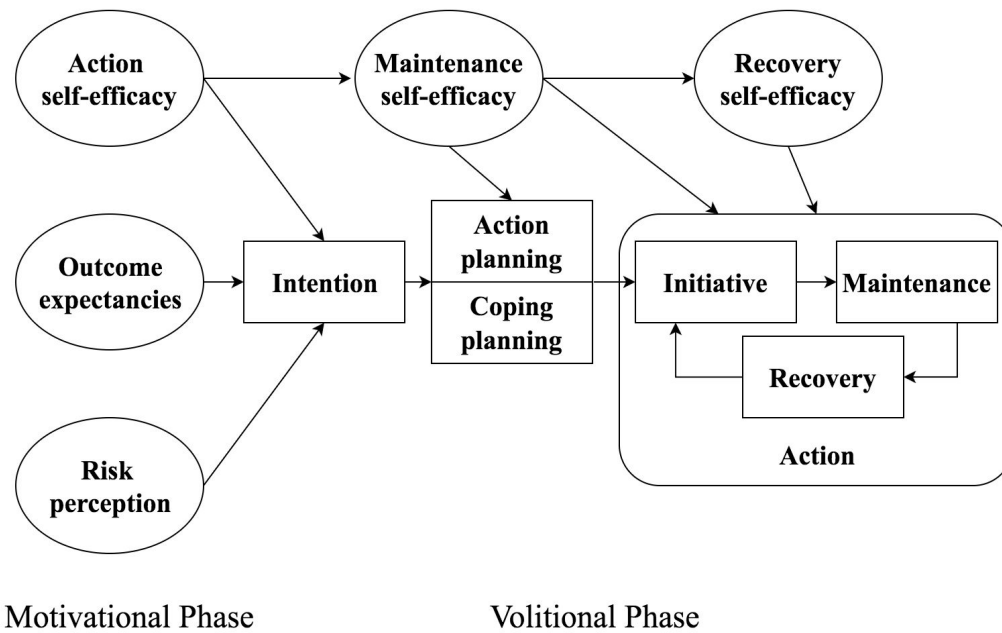 Action
self-efficacy
Maintenance
self-efficacy
Recovery
self-efficacy
Outcome
expectancies
Intention
Action
planning
Coping
planning
Initiative
Maintenance
Recovery
Action
Risk
perception
Motivational Phase
Volitional Phase